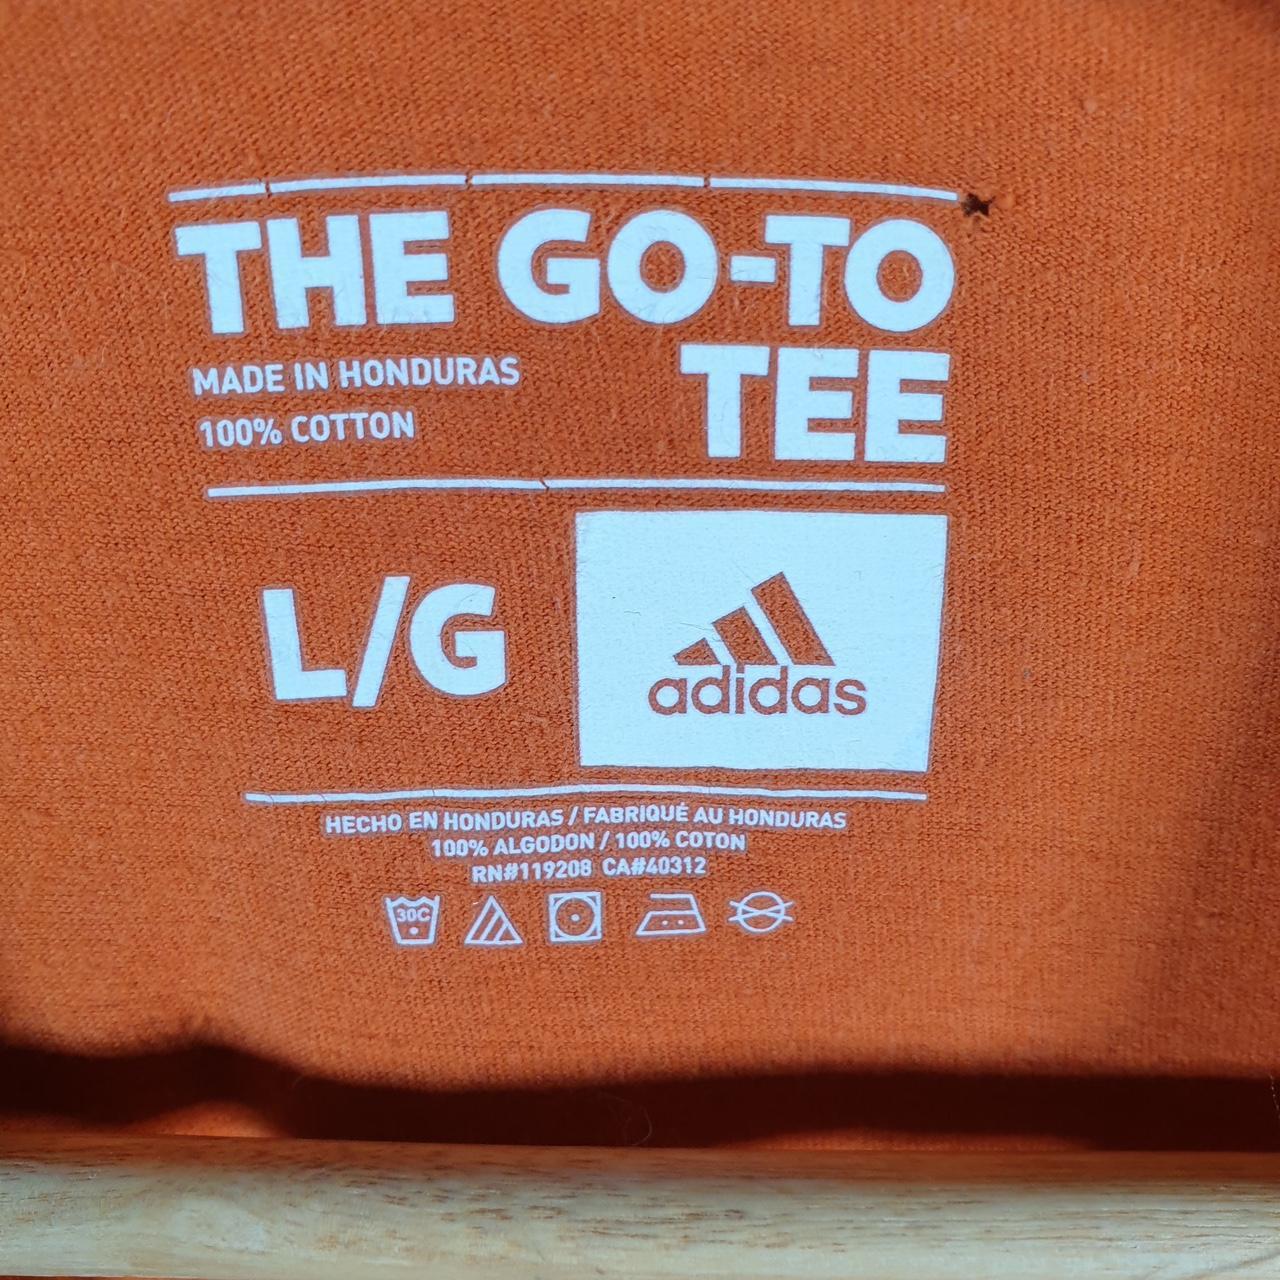 THE GO-TO
TEE
MADE IN HONDURAS
100% COTTON
L/G
adidas
HECHO EN HONDURAS / FABRIQUÉ AU HONDURAS
100% ALGODON / 100% COTON
RN#119208 CA#40312
30C